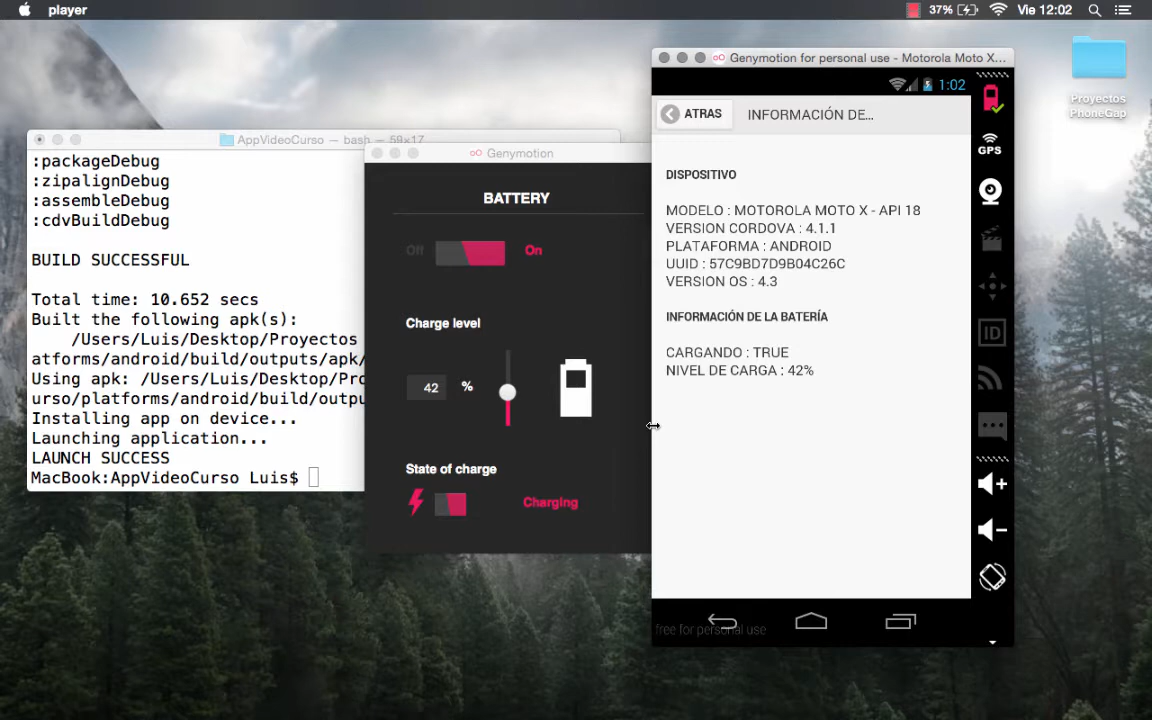 player
37%
Vie 12:02
Proyectos
PhoneGap
AppVideoCurso — bash — 59×17
:packageDebug
:zipalignDebug
:assembleDebug
:cdvBuildDebug
BUILD SUCCESSFUL
Total time: 10.652 secs
Built the following apk(s):
/Users/Luis/Desktop/Proyectos
atforms/android/build/outputs/apk/
Using apk: /Users/Luis/Desktop/Pro
urso/platforms/android/build/outpu
Installing app on device...
Launching application...
LAUNCH SUCCESS
MacBook:AppVideoCurso Luis$
Genymotion
BATTERY
Off
On
Charge level
42 %
State of charge
Charging
Genymotion for personal use - Motorola Moto X...
1:02
ATRAS
INFORMACIÓN DE...
DISPOSITIVO
MODELO : MOTOROLA MOTO X - API 18
VERSION CORDOVA : 4.1.1
PLATAFORMA : ANDROID
UUID : 57C9BD7D9B04C26C
VERSION OS : 4.3
INFORMACIÓN DE LA BATERÍA
CARGANDO : TRUE
NIVEL DE CARGA : 42%
free for personal use
GPS
ID